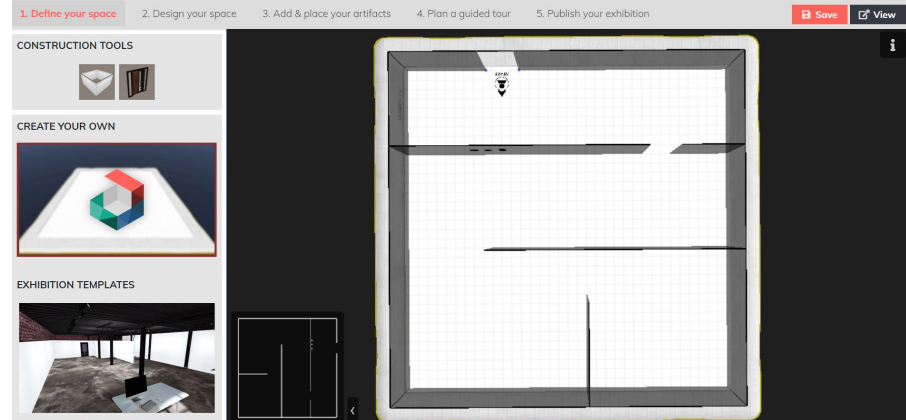 1. Define your space
2. Design your space
3. Add & place your artifacts
4. Plan a guided tour
5. Publish your exhibition
Save
View
CONSTRUCTION TOOLS
CREATE YOUR OWN
EXHIBITION TEMPLATES